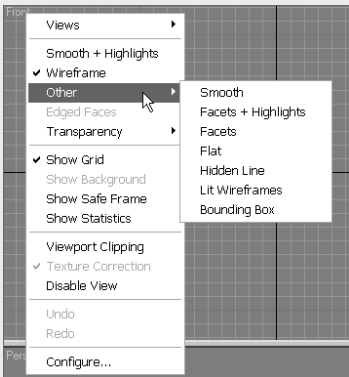 Front
Views
Smooth + Highlights
Wireframe
Other
Edged Faces
Transparency
Show Grid
Show Background
Show Safe Frame
Show Statistics
Viewport Clipping
Texture Correction
Disable View
Undo
Redo
Configure...
Smooth
Facets + Highlights
Facets
Flat
Hidden Line
Lit Wireframes
Bounding Box